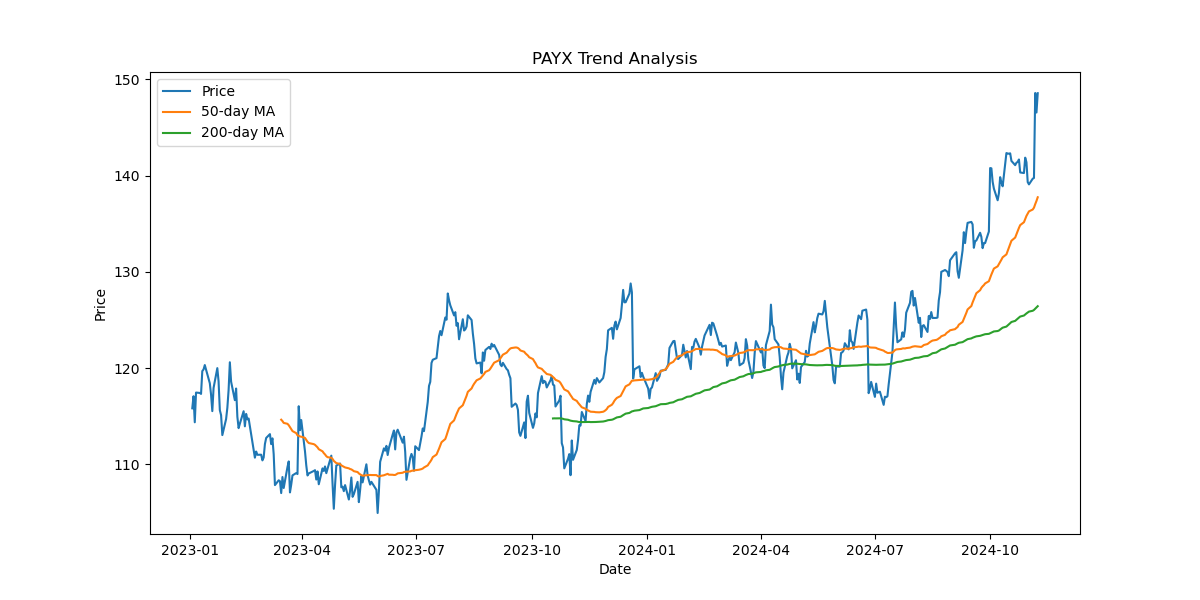 PAYX Trend Analysis
Price
50-day MA
200-day MA
150
140
130
120
110
Price
2023-01
2023-04
2023-07
2023-10
2024-01
2024-04
2024-07
2024-10
Date